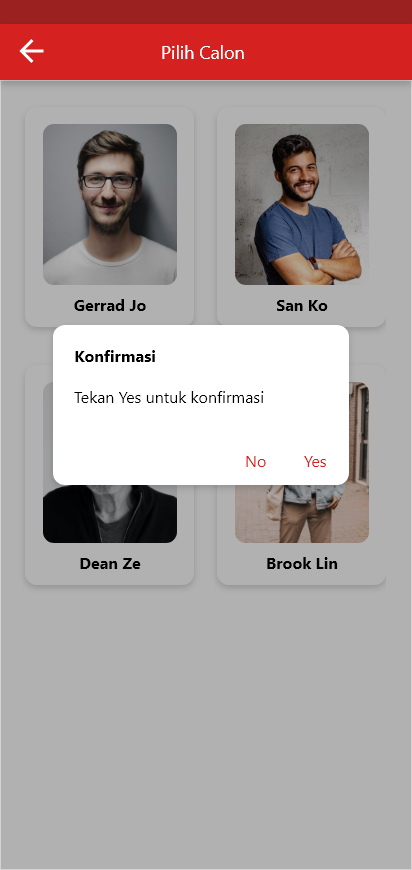 Pilih Calon
Gerrad Jo
San Ko
Konfirmasi
Tekan Yes untuk konfirmasi
No
Yes
Dean Ze
Brook Lin